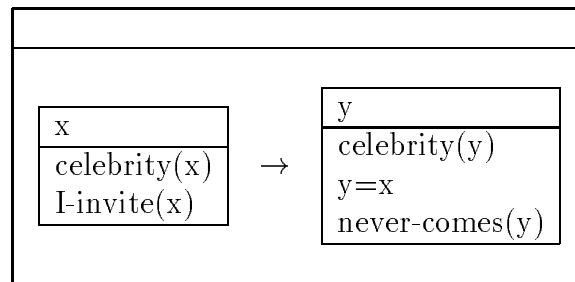 x
celebrity(x)
I-invite(x)
→
y
celebrity(y)
y=x
never-comes(y)